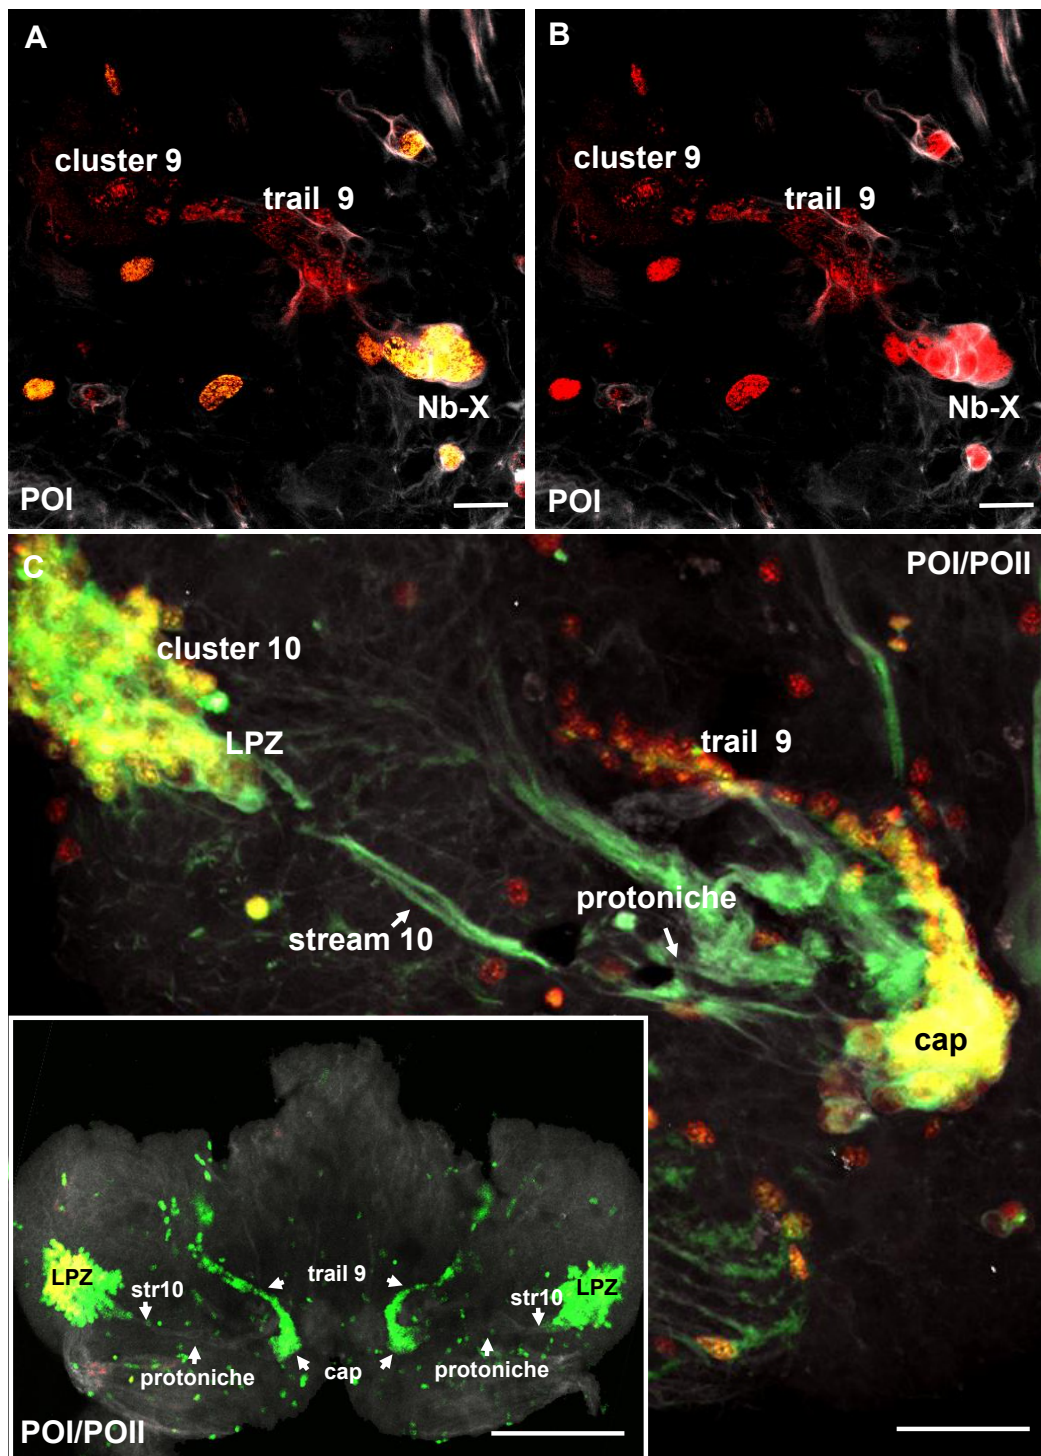 A
cluster 9
trail 9
Nb-X
POI
B
cluster 9
trail 9
Nb-X
POI
C
POI/POII
cluster 10
LPZ
trail 9
protoniche
stream 10
cap
LPZ
trail 9
LPZ
str10
str10
protoniche
cap
protoniche
POI/POII